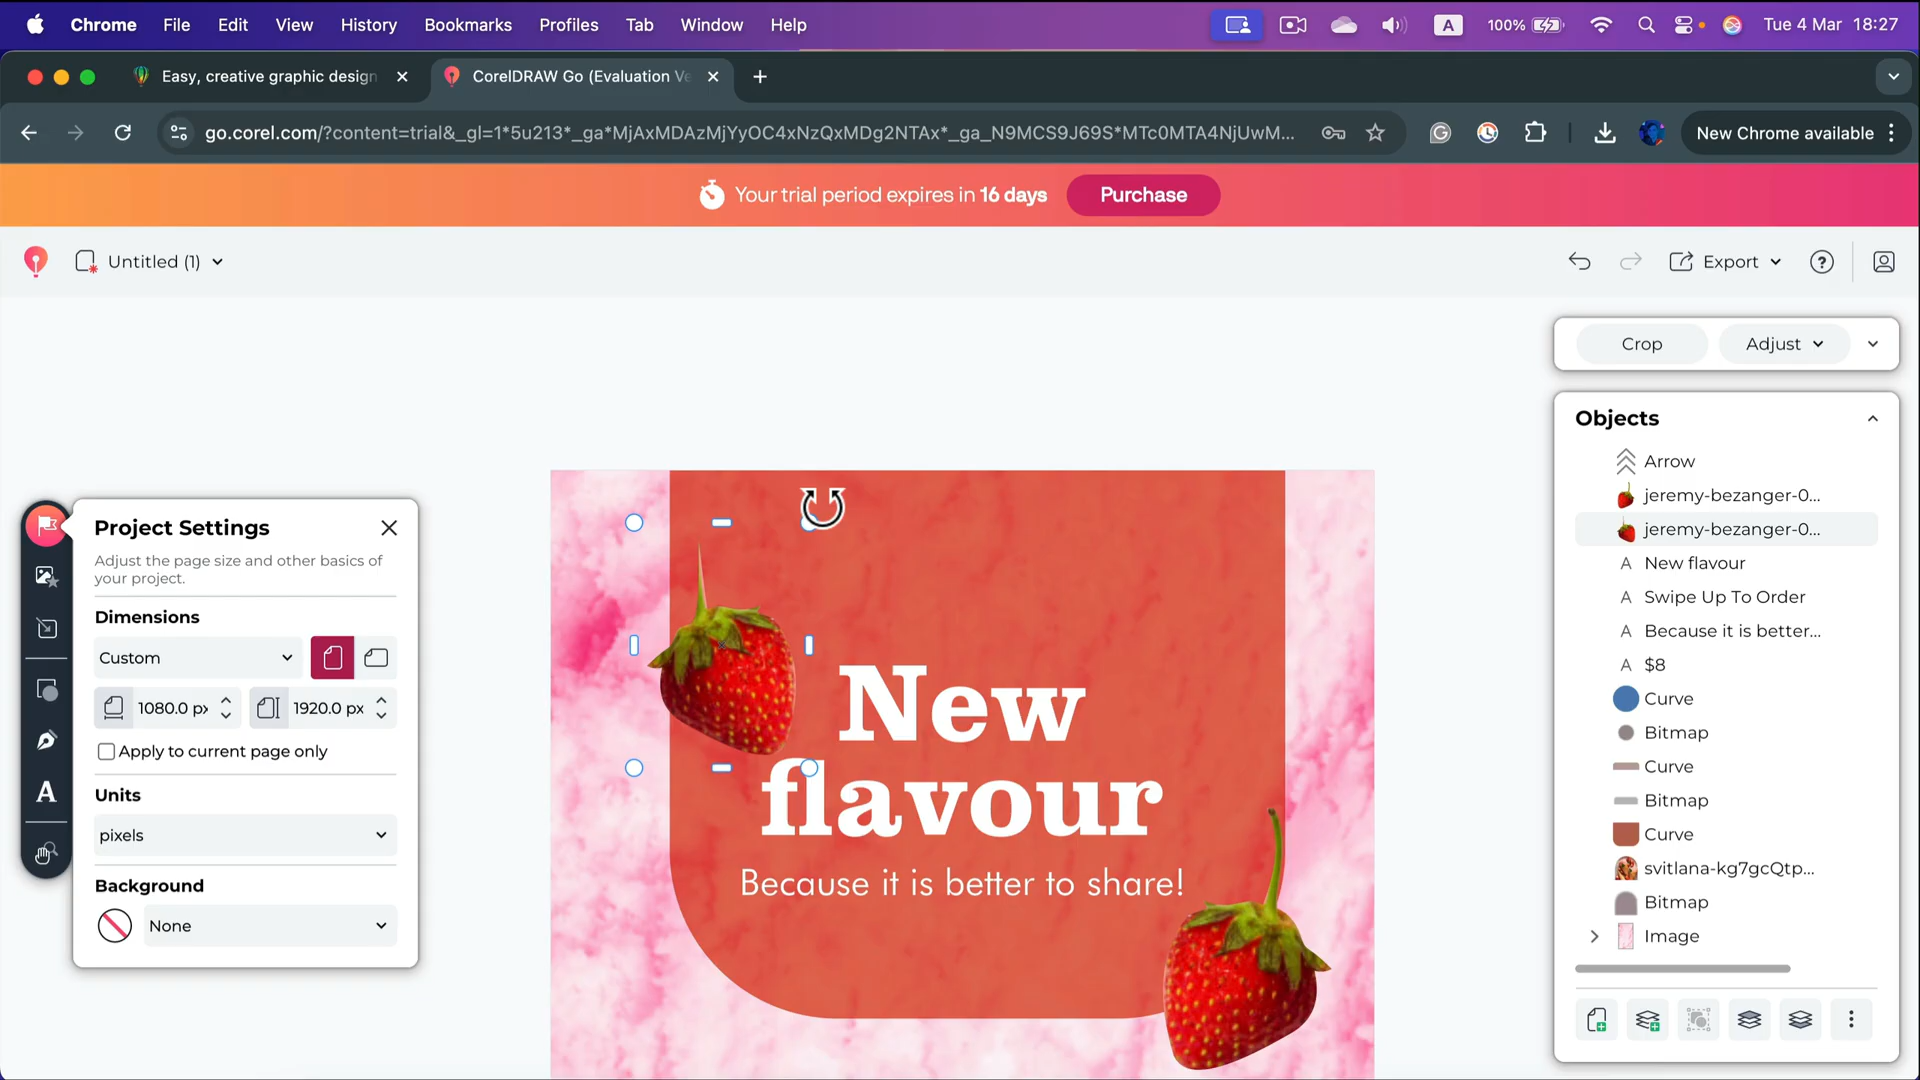 Chrome File Edit View History Bookmarks Profiles Tab Window Help
A 100% Tue 4 Mar 18:27
Easy, creative graphic design
CorelDRAW Go (Evaluation Ve
go.corel.com/?content=trial&_gl=1*5u213*_ga*MjAxMDAzMjYyOC4xNzQxMDg2NTAx*_ga_N9MCS9J69S*MTc0MTA4NjUwM...
New Chrome available
Your trial period expires in 16 days
Purchase
Untitled (1)
Export
Crop
Adjust
Project Settings
Adjust the page size and other basics of
your project.
Dimensions
Custom
1080.0 px
1920.0 px
Apply to current page only
Units
pixels
Background
None
A
New
flavour
Because it is better to share!
Objects
Arrow
jeremy-bezanger-0...
jeremy-bezanger-0...
A New flavour
A Swipe Up To Order
A Because it is better...
A $8
Curve
Bitmap
Curve
Bitmap
Curve
svitlana-kg7gcQtp...
Bitmap
Image